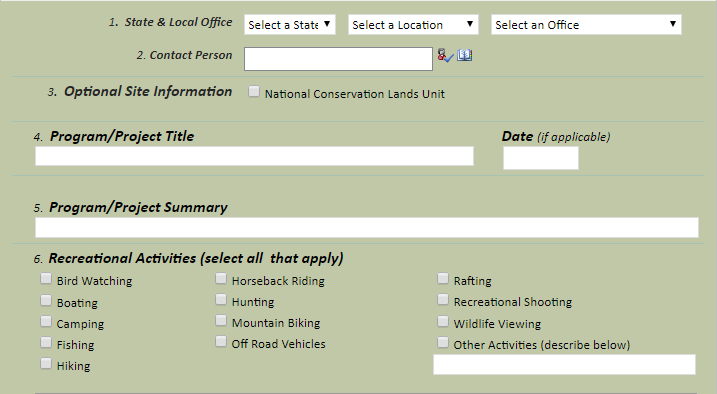 1. State & Local Office Select a State Select a Location Select an Office
2. Contact Person
3. Optional Site Information National Conservation Lands Unit
4. Program/Project Title Date (if applicable)
5. Program/Project Summary
6. Recreational Activities (select all that apply)
Bird Watching Horseback Riding Rafting
Boating Hunting Recreational Shooting
Camping Mountain Biking Wildlife Viewing
Fishing Off Road Vehicles Other Activities (describe below)
Hiking